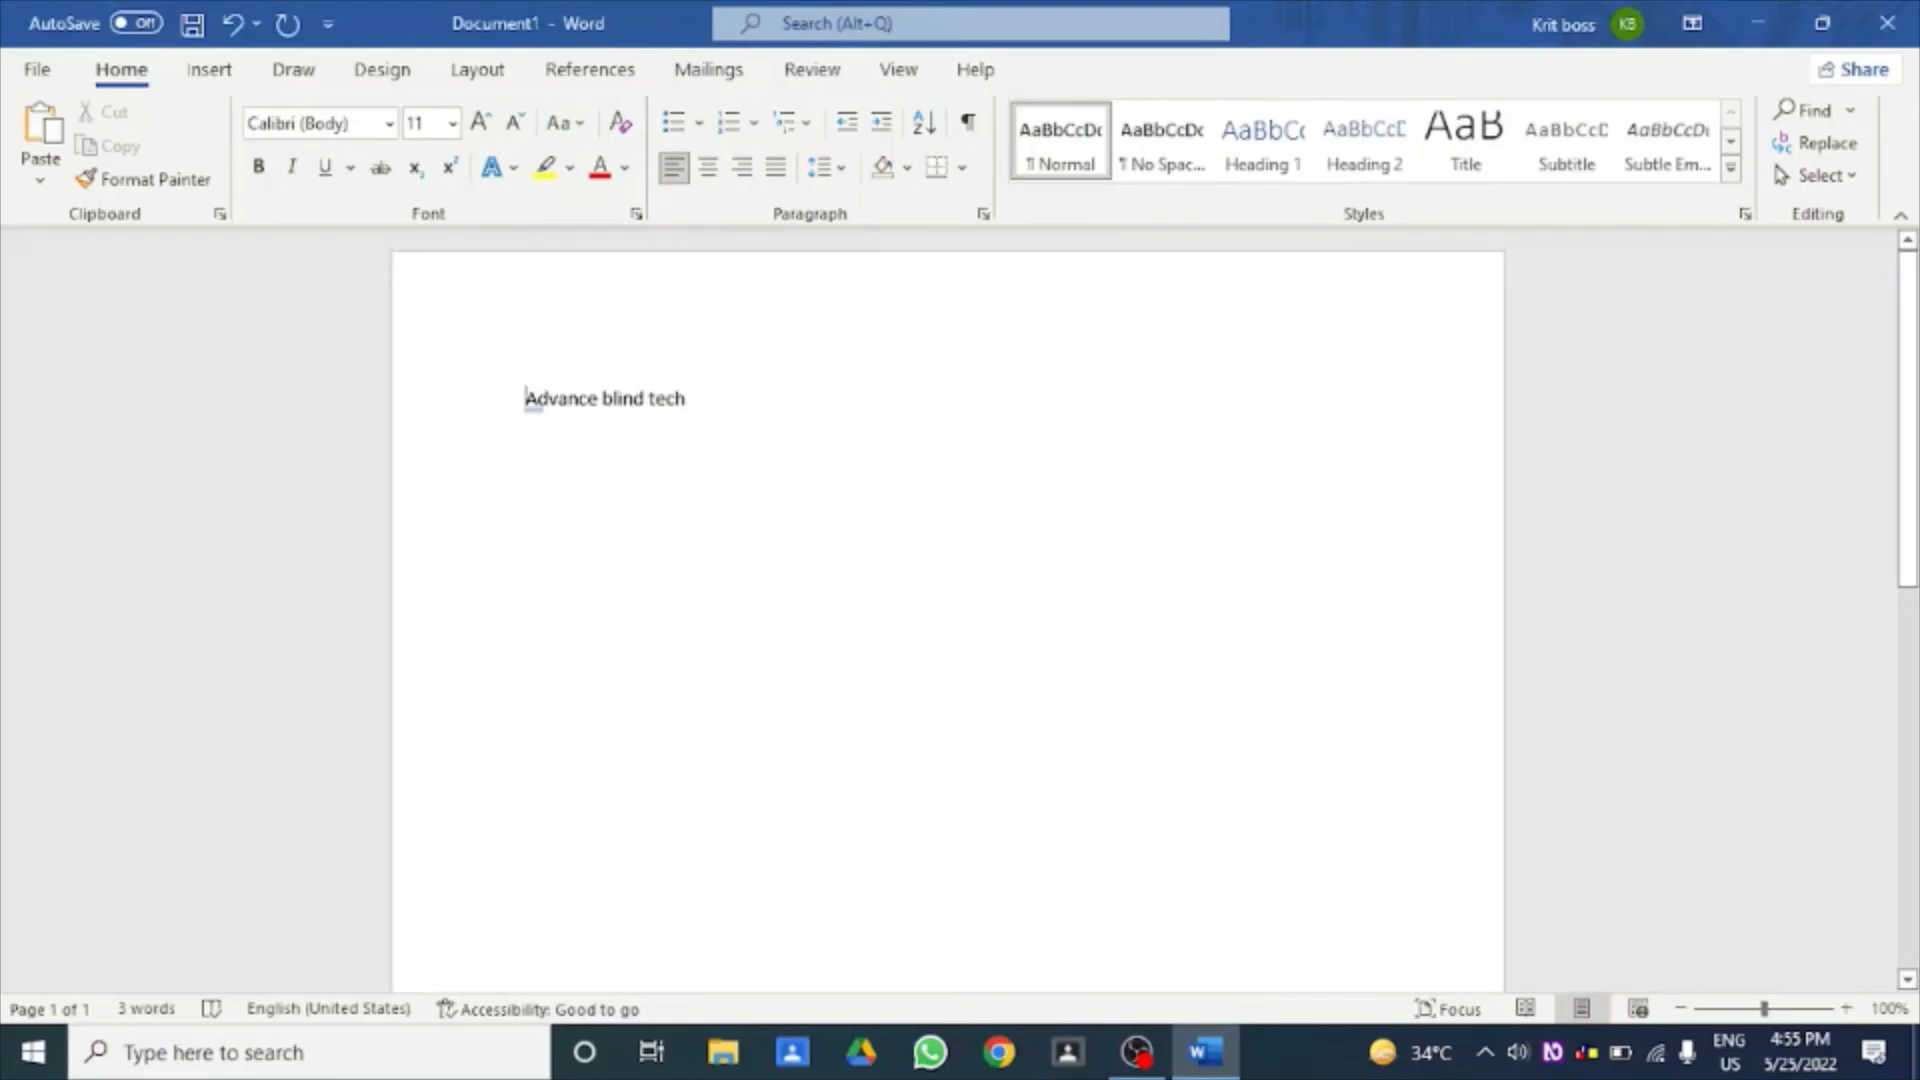 AutoSave Off Document1 - Word Search (Alt+Q) Krit boss KB
File Home Insert Draw Design Layout References Mailings Review View Help Share
Paste Cut Copy Format Painter
Clipboard
Calibri (Body) 11
Font
Paragraph
AaBbCcDc AaBbCcDc AaBbCc AaBbCcD AaB AaBbCcD AaBbCcDc
¶ Normal ¶ No Spac... Heading 1 Heading 2 Title Subtitle Subtle Em...
Styles
Find
Replace
Select
Editing
Advance blind tech
Page 1 of 1 3 words English (United States) Accessibility: Good to go Focus 100%
Type here to search 34°C ENG US 4:55 PM 5/25/2022